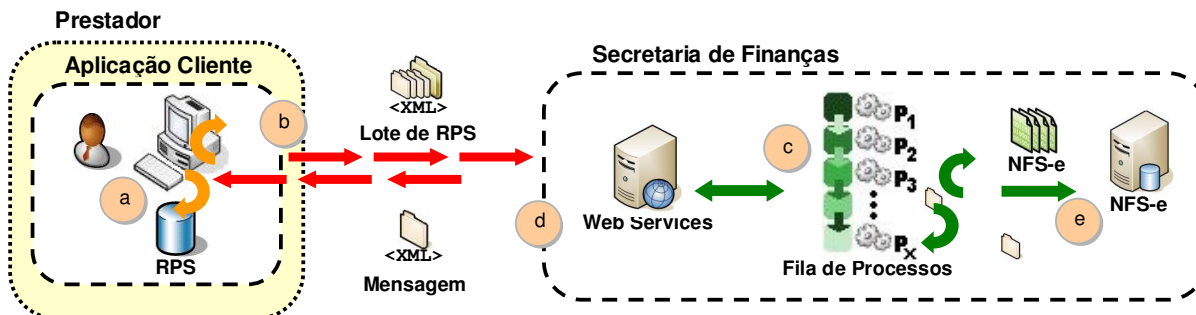 Prestador
Aplicação Cliente
a
RPS
b
<XML>
Lote de RPS
<XML>
Mensagem
Secretaria de Finanças
d
Web Services
c
P1
P2
P3
Px
Fila de Processos
NFS-e
e
NFS-e